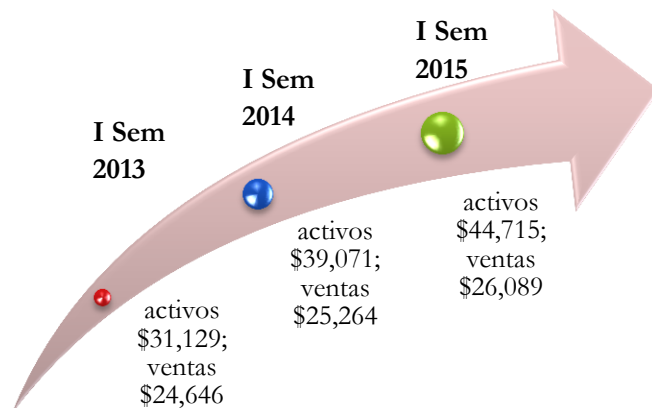 I Sem
2013
activos
$31,129;
ventas
$24,646
I Sem
2014
activos
$39,071;
ventas
$25,264
I Sem
2015
activos
$44,715;
ventas
$26,089